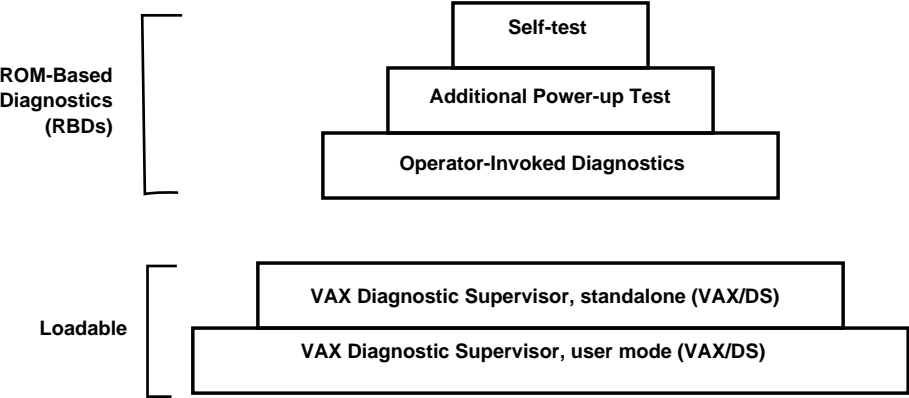 Self-test
ROM-Based
Diagnostics
(RBDs)
Additional Power-up Test
Operator-Invoked Diagnostics
VAX Diagnostic Supervisor, standalone (VAX/DS)
Loadable
VAX Diagnostic Supervisor, user mode (VAX/DS)